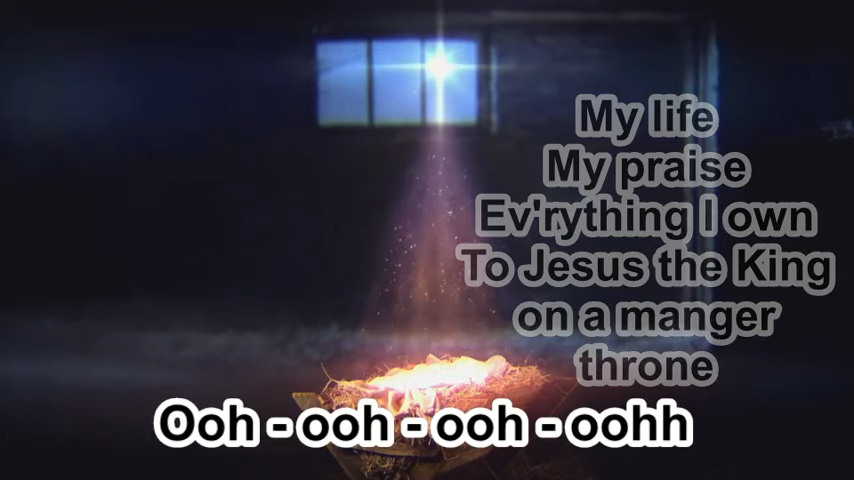 My life
My praise
Ev'rything I own
To Jesus the King
on a manger
throne
Ooh - ooh - ooh - oohh